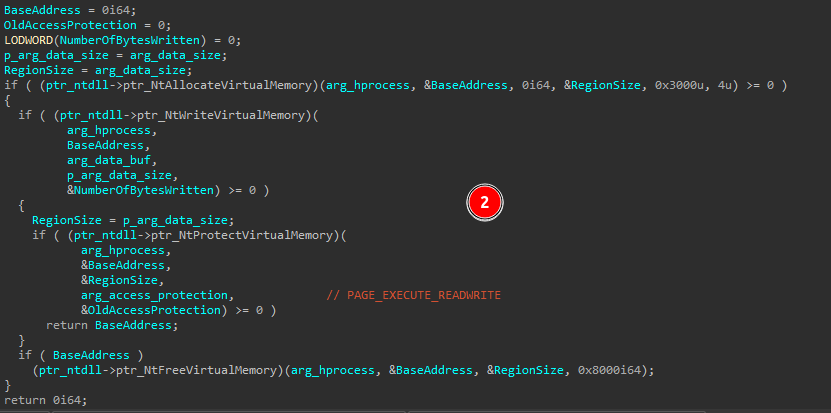 BaseAddress = 0i64;
OldAccessProtection = 0;
LODWORD(NumberOfBytesWritten) = 0;
p_arg_data_size = arg_data_size;
RegionSize = arg_data_size;
if ( (ptr_ntdll->ptr_NtAllocateVirtualMemory)(arg_hprocess, &BaseAddress, 0i64, &RegionSize, 0x3000u, 4u) >= 0 )
{
  if ( (ptr_ntdll->ptr_NtWriteVirtualMemory)(
         arg_hprocess,
         BaseAddress,
         arg_data_buf,
         p_arg_data_size,
         &NumberOfBytesWritten) >= 0 )
  {
    RegionSize = p_arg_data_size;
    if ( (ptr_ntdll->ptr_NtProtectVirtualMemory)(
           arg_hprocess,
           &BaseAddress,
           &RegionSize,
           arg_access_protection,             // PAGE_EXECUTE_READWRITE
           &OldAccessProtection) >= 0 )
      return BaseAddress;
  }
  if ( BaseAddress )
    (ptr_ntdll->ptr_NtFreeVirtualMemory)(arg_hprocess, &BaseAddress, &RegionSize, 0x8000i64);
}
return 0i64;
2